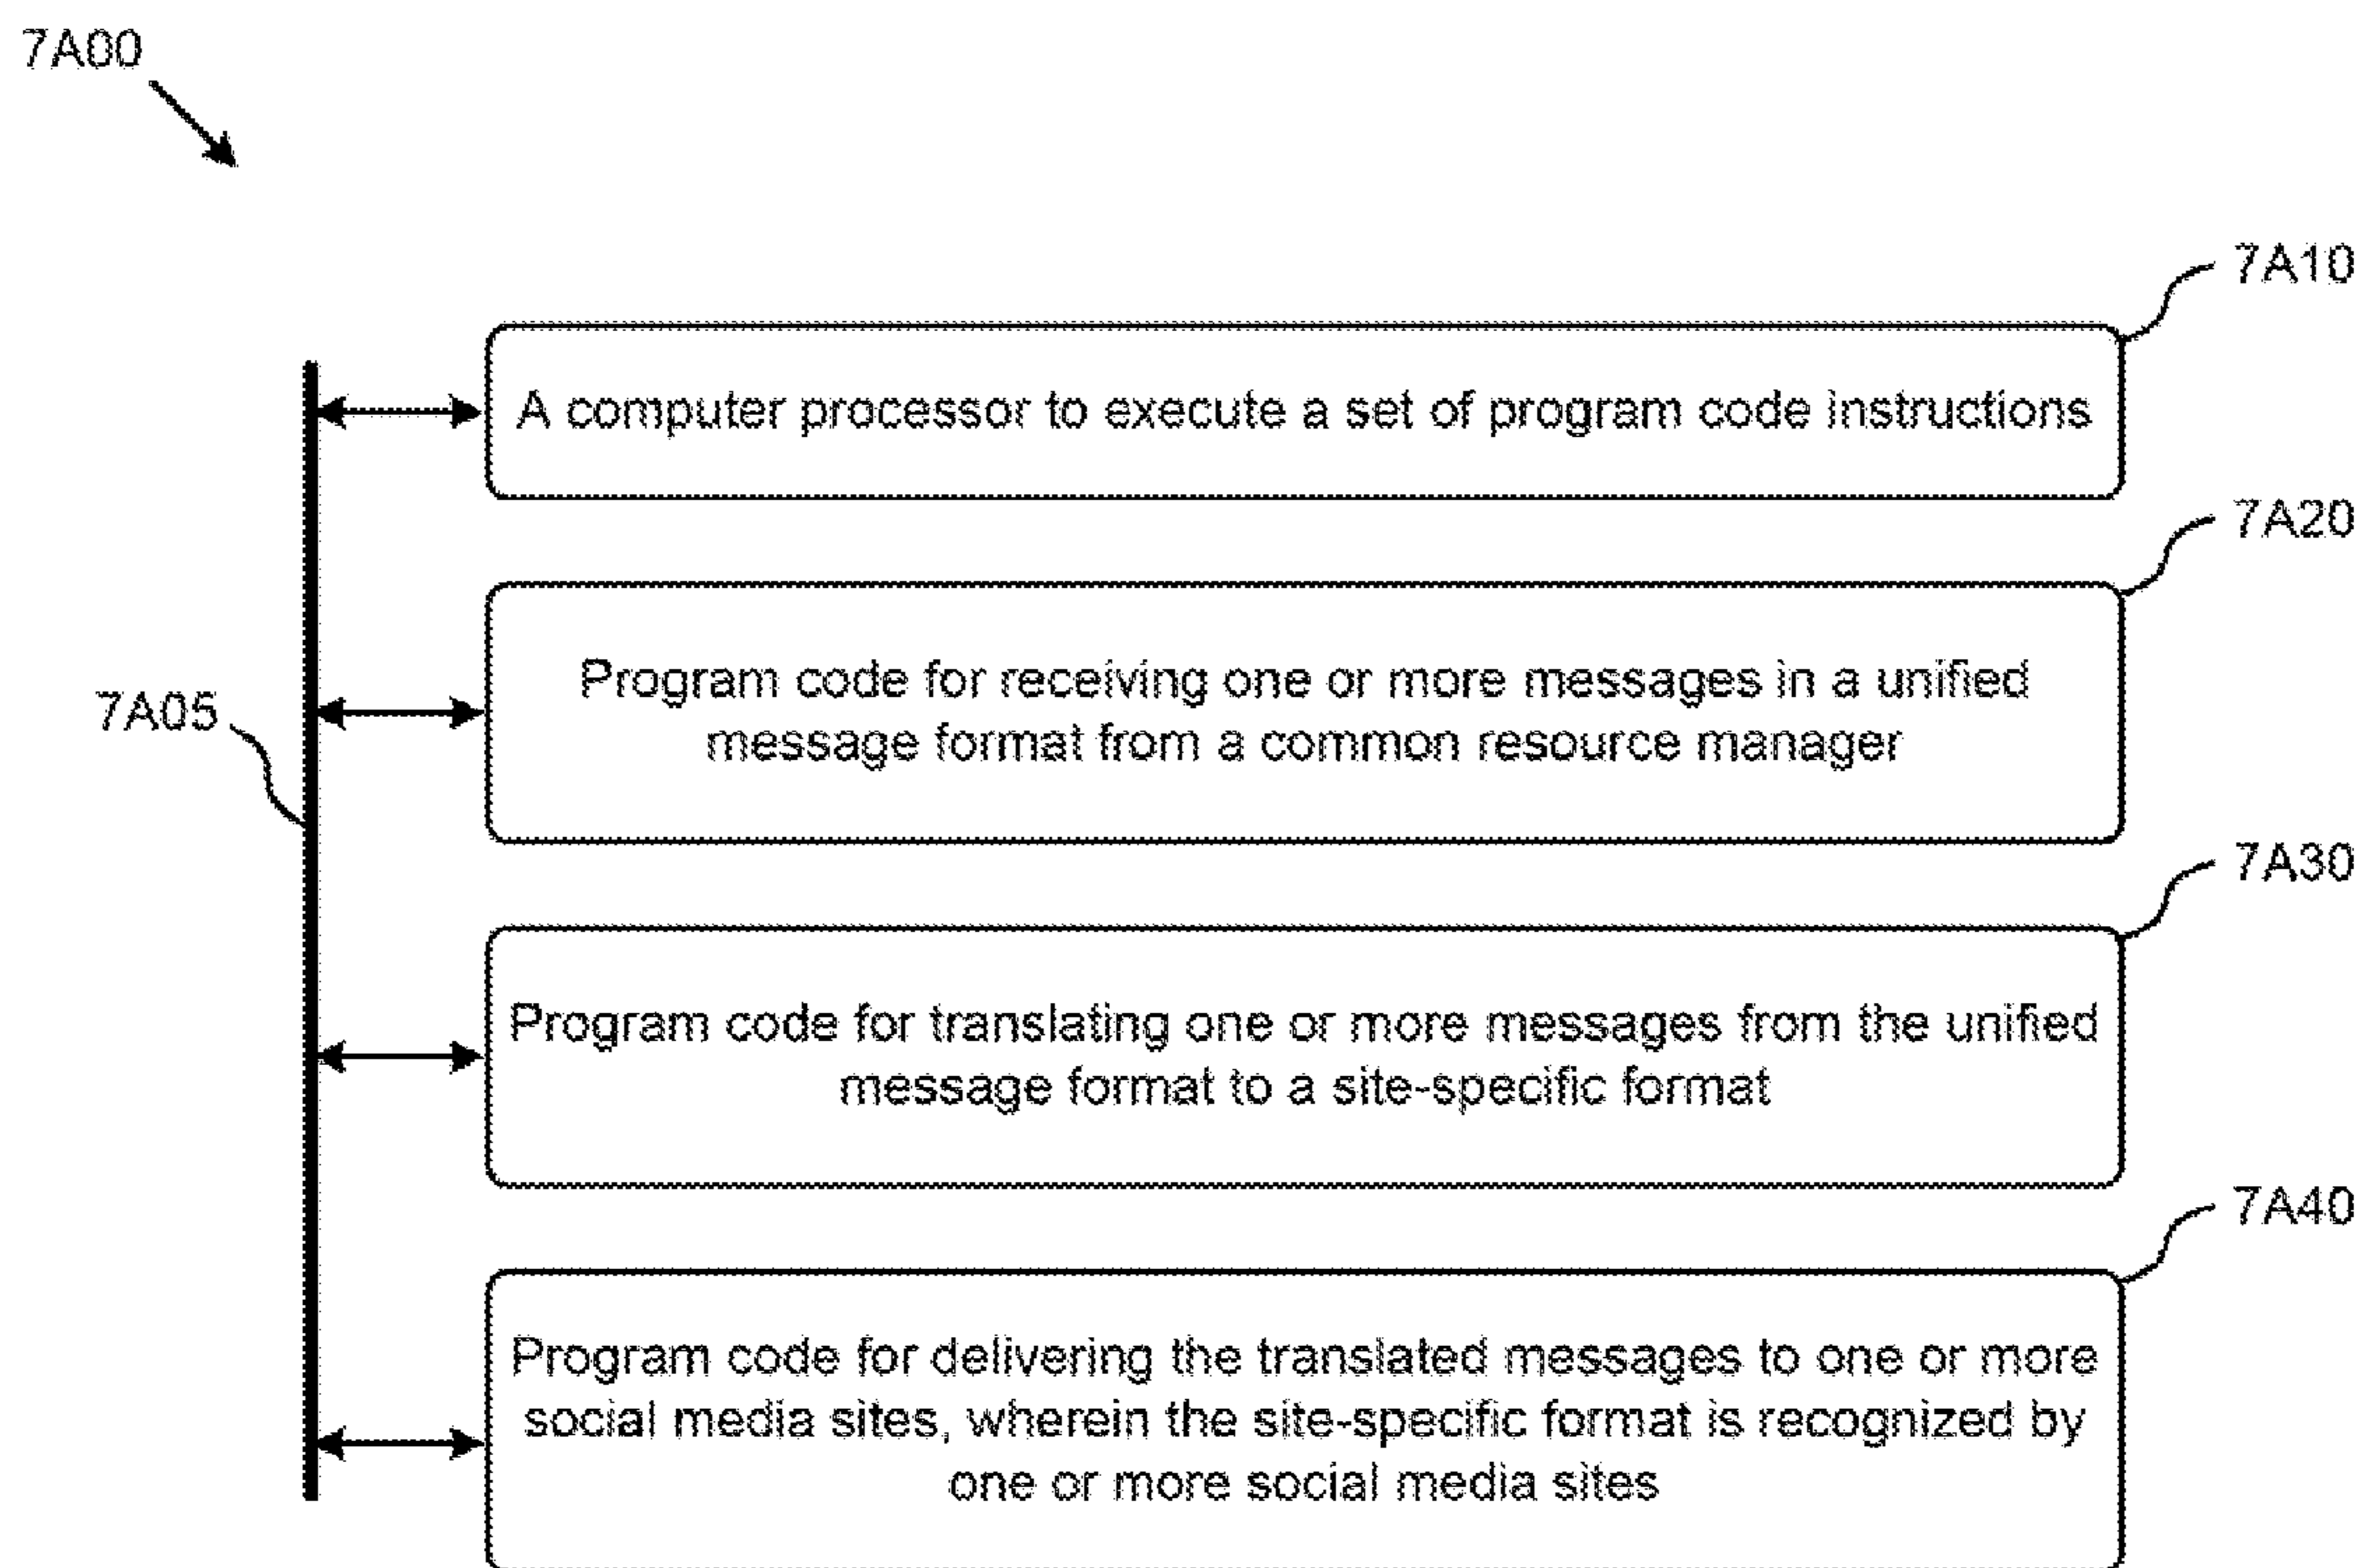 7A00
7A10
A computer processor to execute a set of program code instructions
7A20
Program code for receiving one or more messages in a unified
message format from a common resource manager
7A05
7A30
Program code for translating one or more messages from the unified
message format to a site-specific format
7A40
Program code for delivering the translated messages to one or more
social media sites, wherein the site-specific format is recognized by
one or more social media sites